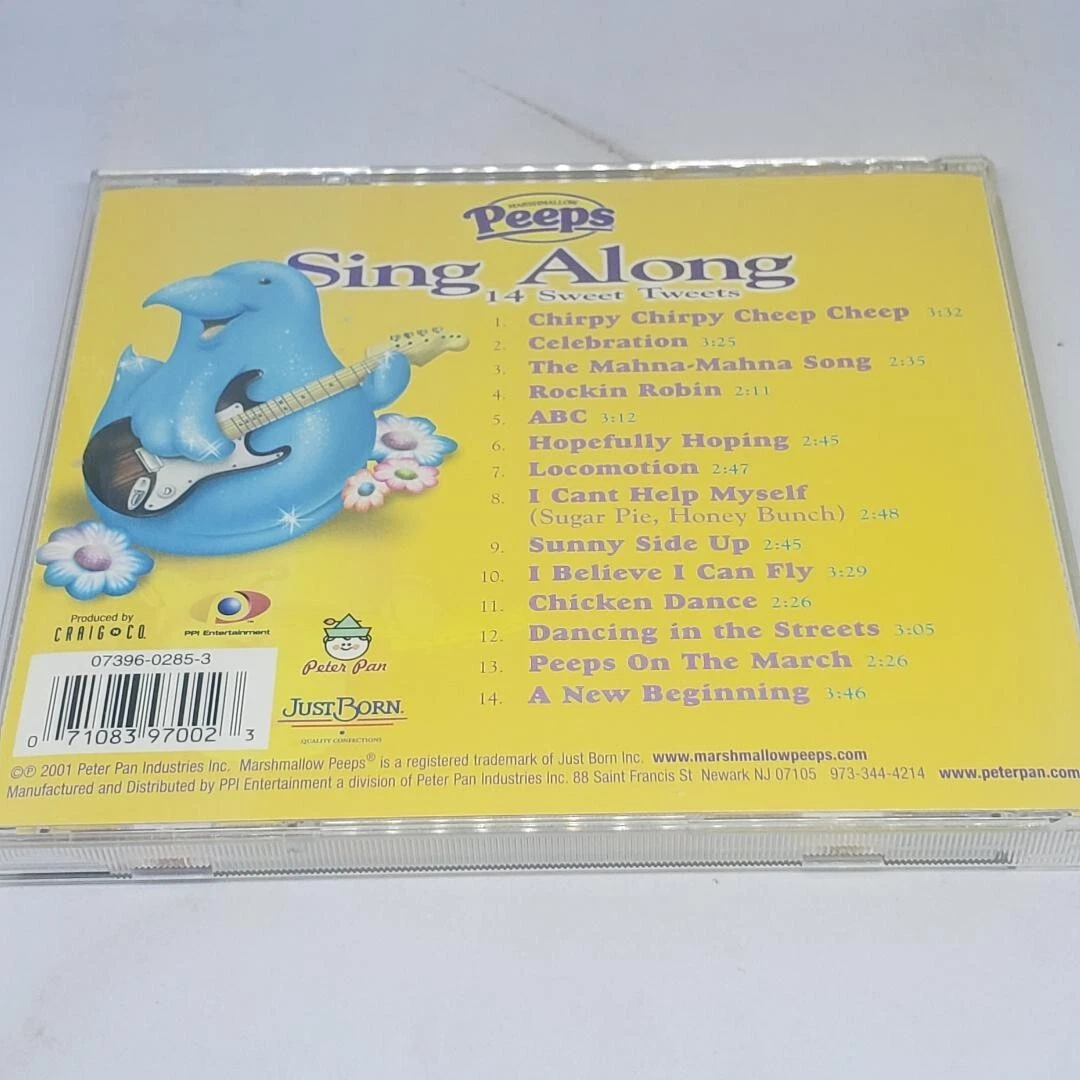 MARSHMALLOW
Peeps
Sing Along
14 Sweet Tweets
1. Chirpy Chirpy Cheep Cheep 3:32
2. Celebration 3:25
3. The Mahna-Mahna Song 2:35
4. Rockin Robin 2:11
5. ABC 3:12
6. Hopefully Hoping 2:45
7. Locomotion 2:47
8. I Cant Help Myself
(Sugar Pie, Honey Bunch) 2:48
9. Sunny Side Up 2:45
10. I Believe I Can Fly 3:29
11. Chicken Dance 2:26
12. Dancing in the Streets 3:05
13. Peeps On The March 2:26
14. A New Beginning 3:46
Produced by
CRAIG N CO.
PPI Entertainment
Peter Pan
JUST BORN.
QUALITY CONFECTIONS
07396-0285-3
0 71083 97002 3
©℗ 2001 Peter Pan Industries Inc. Marshmallow Peeps® is a registered trademark of Just Born Inc. www.marshmallowpeeps.com
Manufactured and Distributed by PPI Entertainment a division of Peter Pan Industries Inc. 88 Saint Francis St Newark NJ 07105 973-344-4214 www.peterpan.com